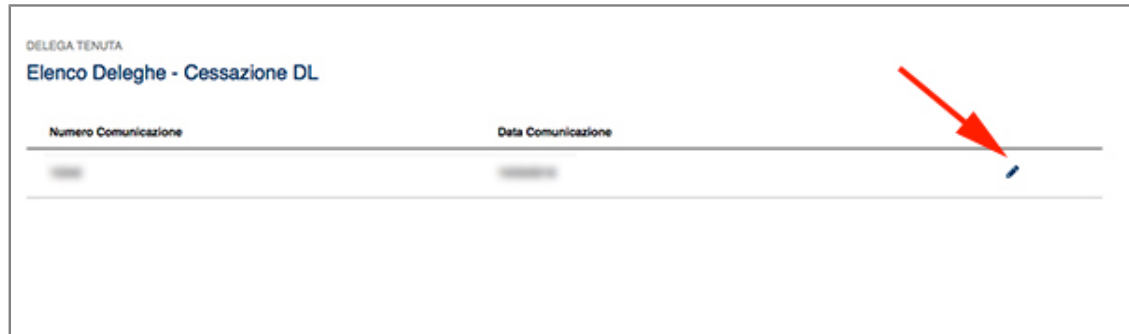 DELEGA TENUTA
Elenco Deleghe - Cessazione DL
Numero Comunicazione Data Comunicazione